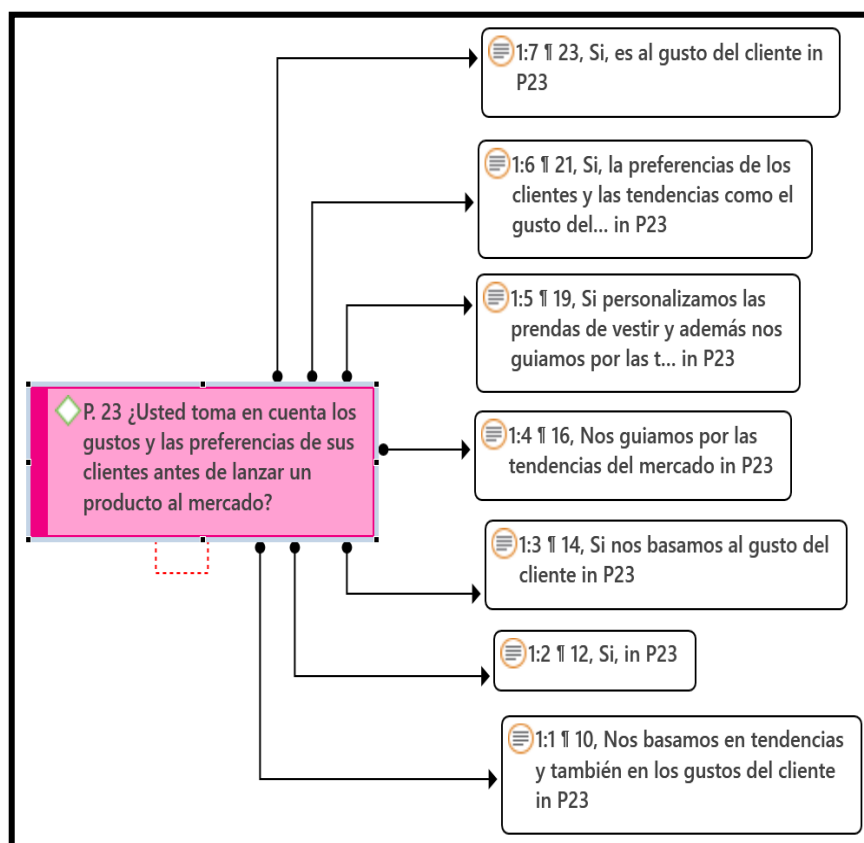 1:7 ¶ 23, Si, es al gusto del cliente in
P23
1:6 ¶ 21, Si, la preferencias de los
clientes y las tendencias como el
gusto del... in P23
1:5 ¶ 19, Si personalizamos las
prendas de vestir y además nos
guiamos por las t... in P23
P. 23 ¿Usted toma en cuenta los
gustos y las preferencias de sus
clientes antes de lanzar un
producto al mercado?
1:4 ¶ 16, Nos guiamos por las
tendencias del mercado in P23
1:3 ¶ 14, Si nos basamos al gusto del
cliente in P23
1:2 ¶ 12, Si, in P23
1:1 ¶ 10, Nos basamos en tendencias
y también en los gustos del cliente
in P23